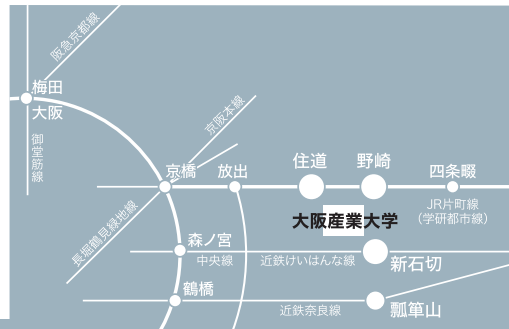 阪急京都線
梅田
大阪
御堂筋線
京阪本線
京橋
放出
住道
野崎
四条畷
JR片町線
（学研都市線）
大阪産業大学
長堀鶴見緑地線
森ノ宮
中央線
近鉄けいはんな線
新石切
鶴橋
近鉄奈良線
瓢箪山